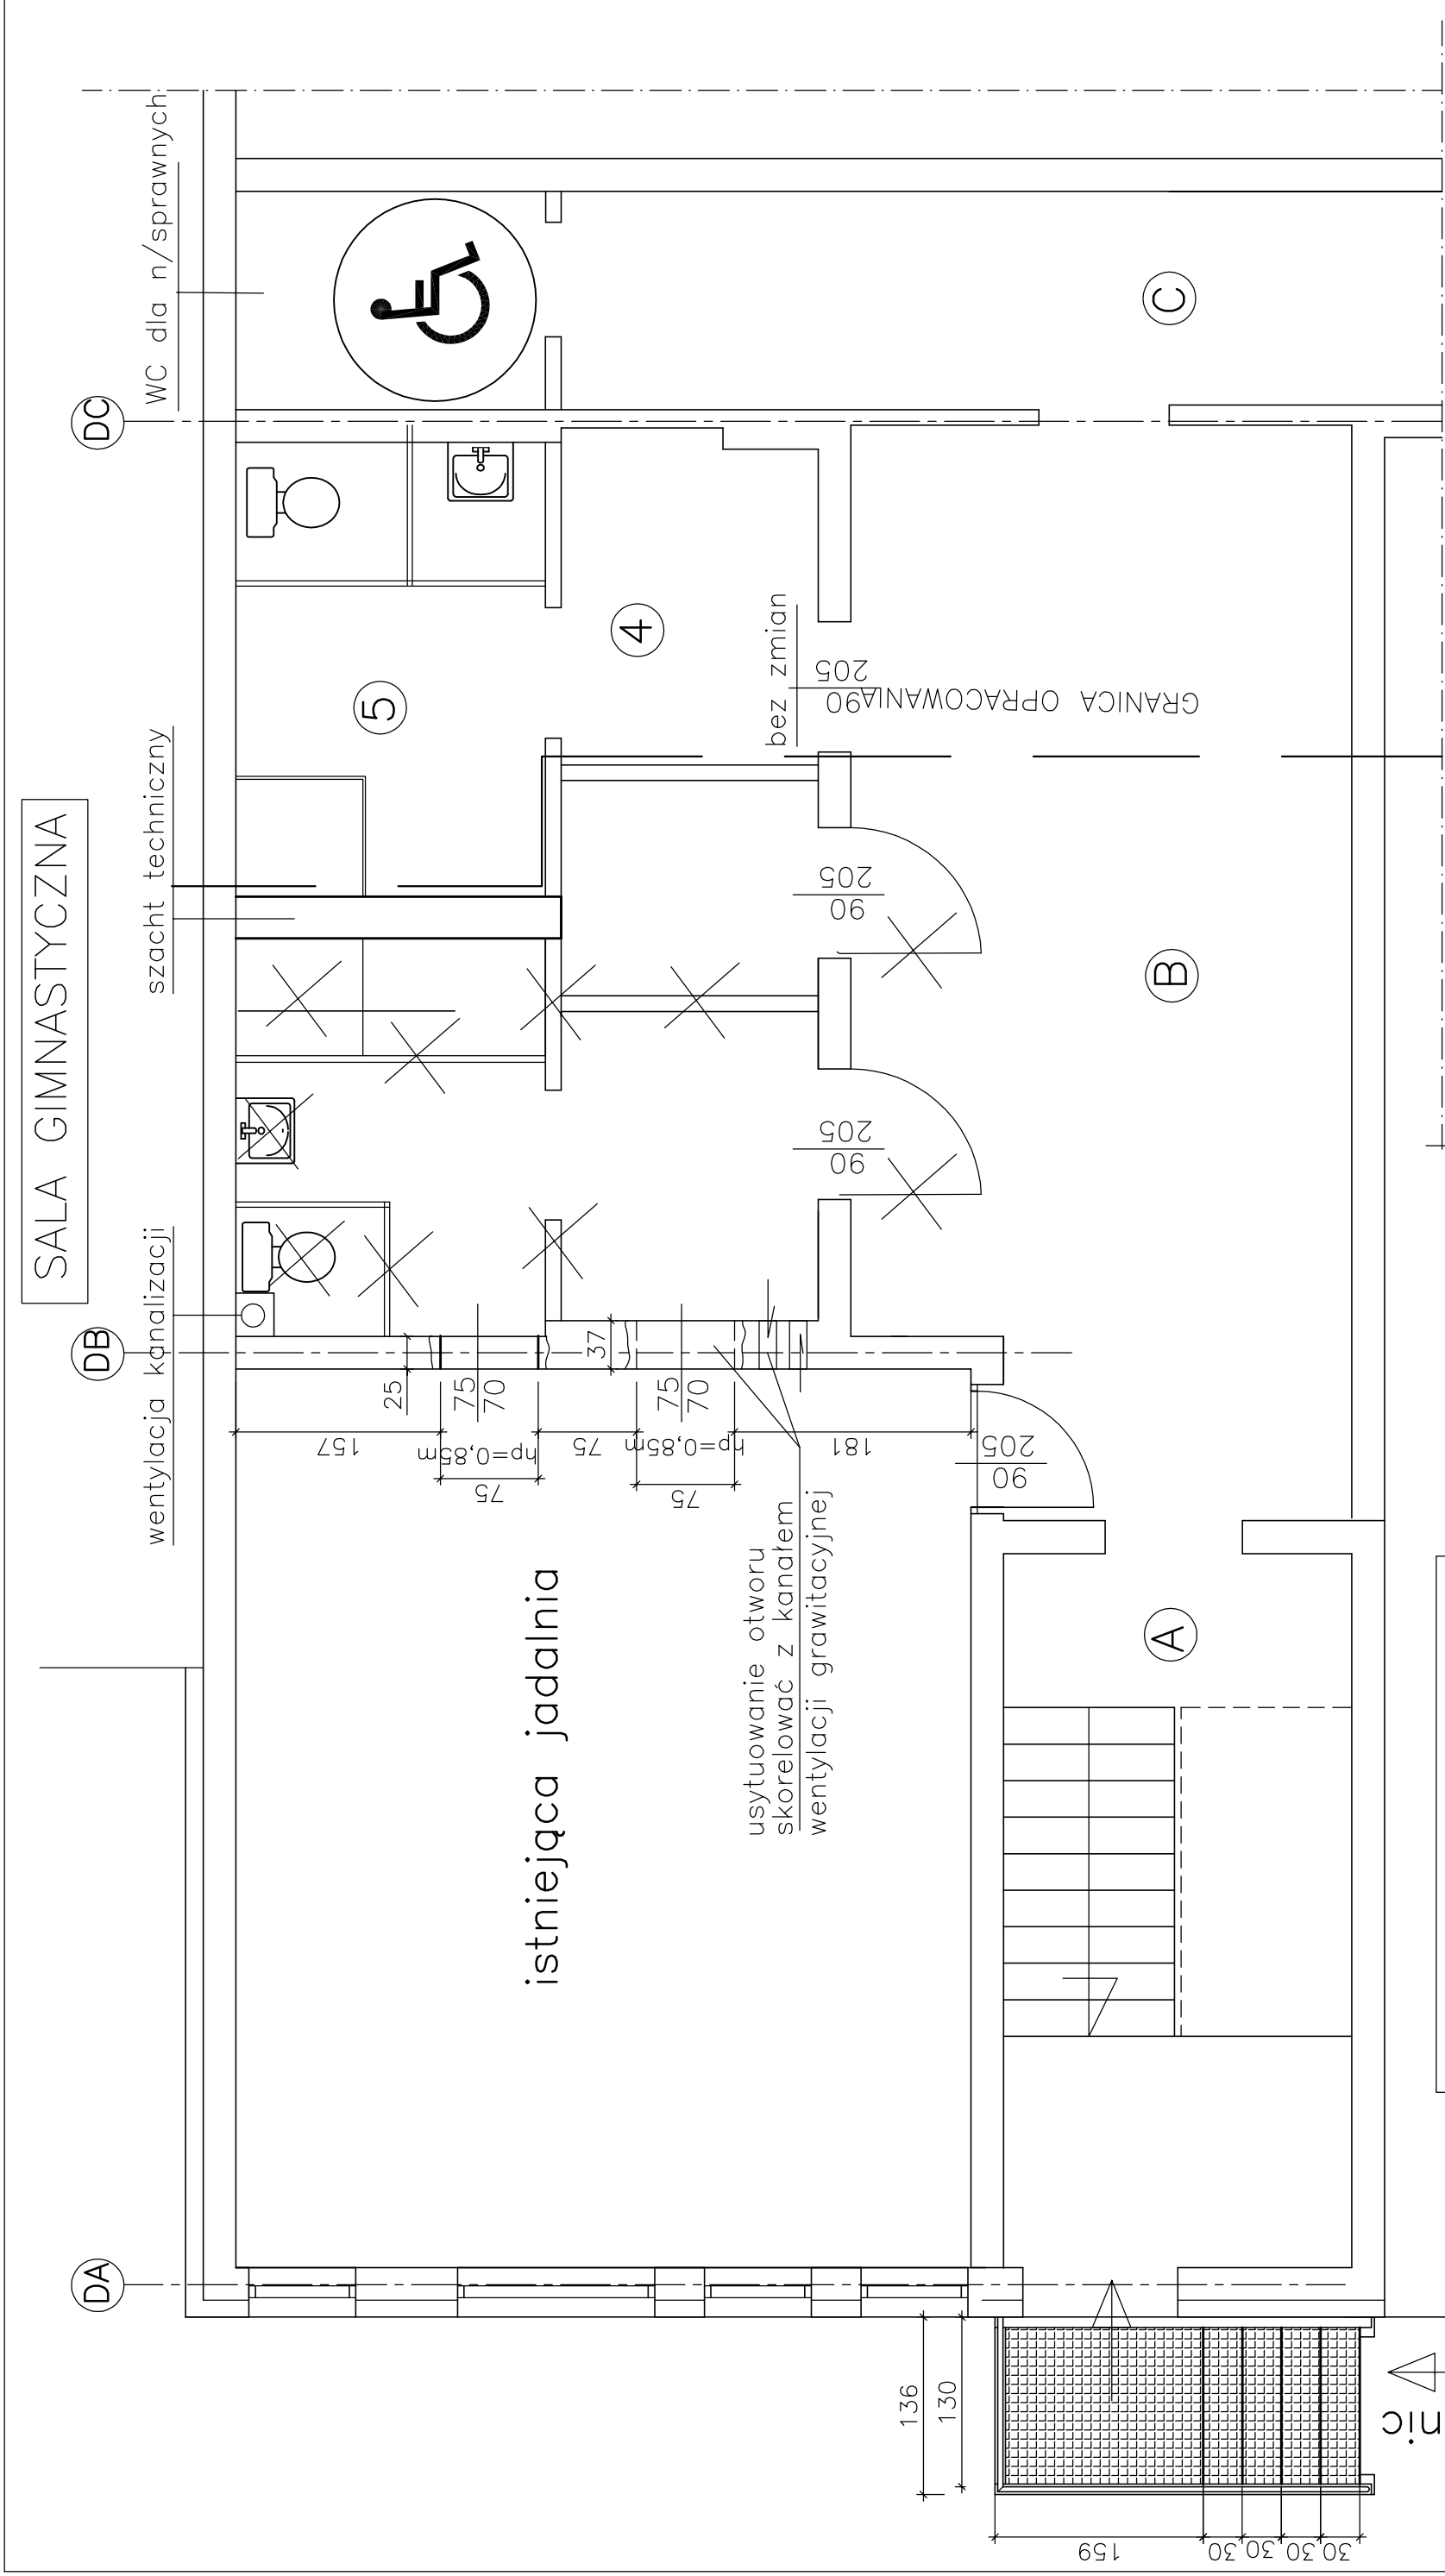 SALA GIMNASTYCZNA
DA
DB
DC
wentylacja kanalizacji
szacht techniczny
WC dla n/sprawnych
5
4
25
37
157
75
70
hp=0,85m
75
75
75
70
hp=0,85m
75
181
istniejąca jadalnia
usytuowanie otworu
skorelować z kanałem
wentylacji grawitacyjnej
90
205
90
205
90
205
bez zmian
90
205
GRANICA OPRACOWANIA
A
B
C
136
130
159
30
30
30
30
nic